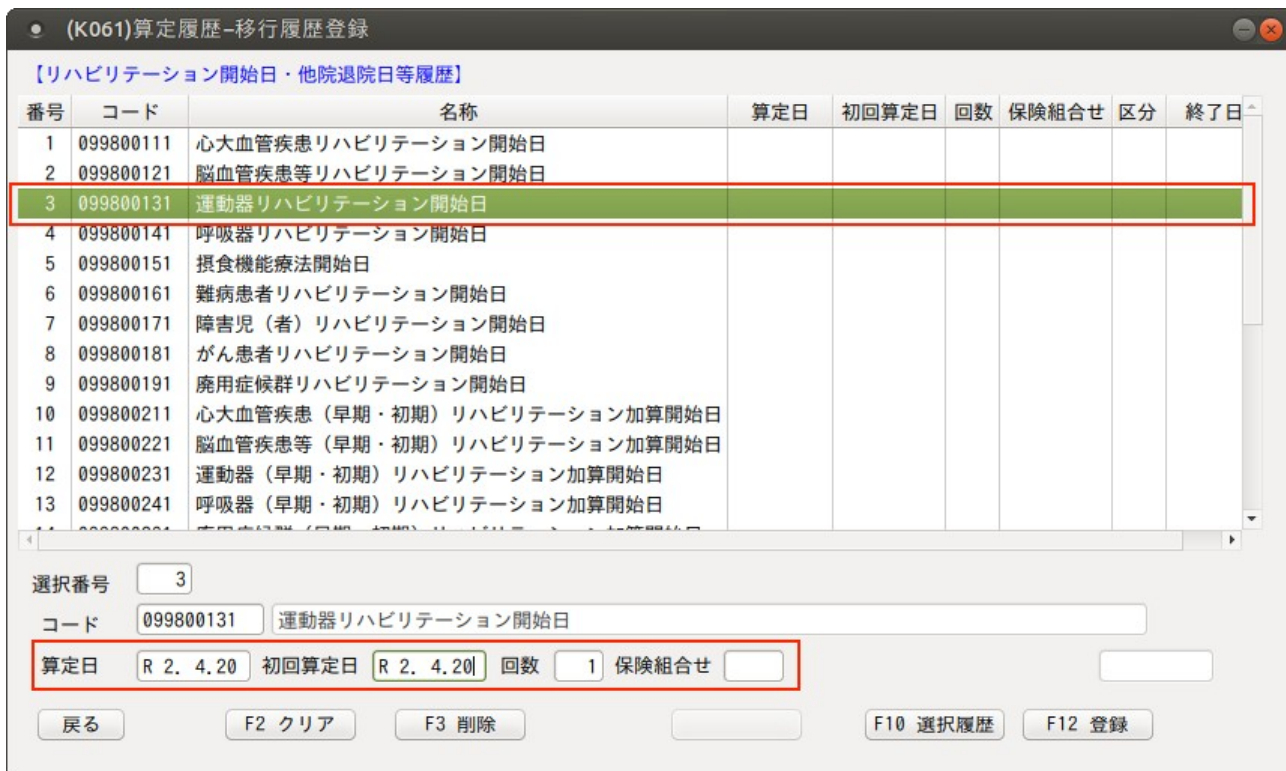 (K061)算定履歴–移行履歴登録
【リハビリテーション開始日・他院退院日等履歴】
番号 コード 名称 算定日 初回算定日 回数 保険組合せ 区分 終了日
1 099800111 心大血管疾患リハビリテーション開始日
2 099800121 脳血管疾患等リハビリテーション開始日
3 099800131 運動器リハビリテーション開始日
4 099800141 呼吸器リハビリテーション開始日
5 099800151 摂食機能療法開始日
6 099800161 難病患者リハビリテーション開始日
7 099800171 障害児（者）リハビリテーション開始日
8 099800181 がん患者リハビリテーション開始日
9 099800191 廃用症候群リハビリテーション開始日
10 099800211 心大血管疾患（早期・初期）リハビリテーション加算開始日
11 099800221 脳血管疾患等（早期・初期）リハビリテーション加算開始日
12 099800231 運動器（早期・初期）リハビリテーション加算開始日
13 099800241 呼吸器（早期・初期）リハビリテーション加算開始日
選択番号 3
コード 099800131 運動器リハビリテーション開始日
算定日 R 2. 4.20 初回算定日 R 2. 4.20 回数 1 保険組合せ
戻る F2 クリア F3 削除 F10 選択履歴 F12 登録